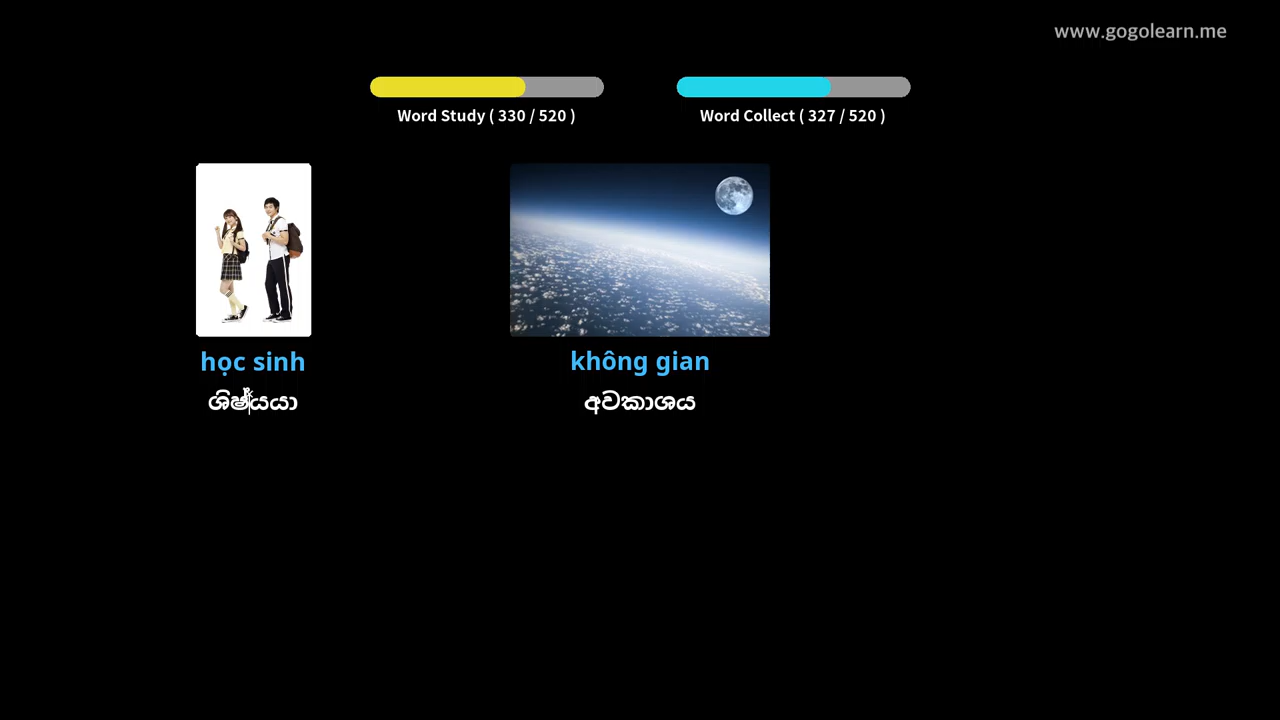 www.gogolearn.me
Word Study ( 330 / 520 )
Word Collect ( 327 / 520 )
học sinh
ශිෂ්‍යයා
không gian
අවකාශය